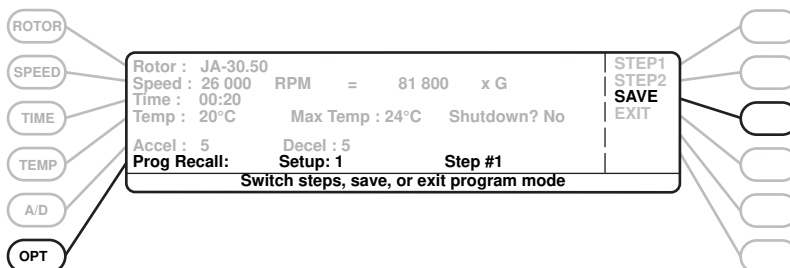 ROTOR
SPEED
TIME
TEMP
A/D
OPT
Rotor : JA-30.50
Speed : 26 000 RPM = 81 800 x G
Time : 00:20
Temp : 20°C Max Temp : 24°C Shutdown? No
Accel : 5 Decel : 5
Prog Recall: Setup: 1 Step #1
Switch steps, save, or exit program mode
STEP1
STEP2
SAVE
EXIT